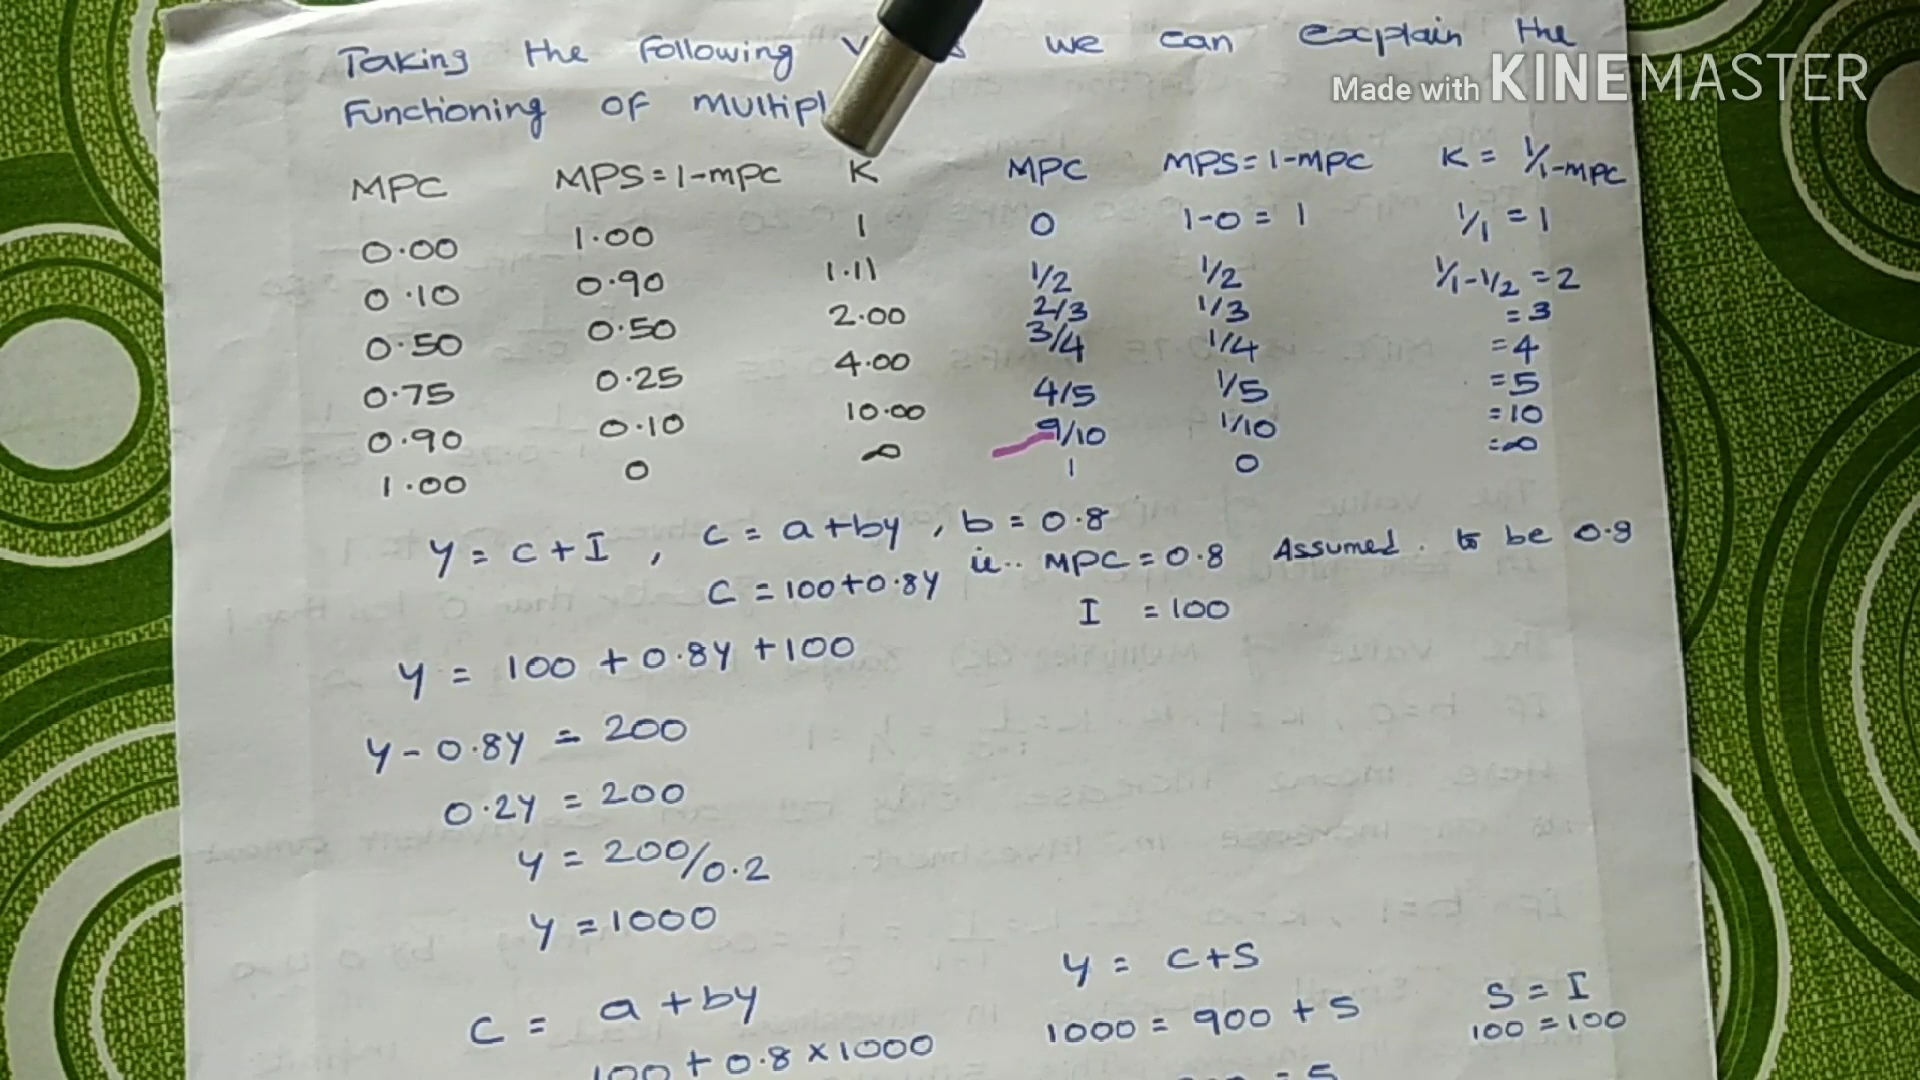 Taking the following we can explain the
Functioning of multipl
Made with KINEMASTER
MPC MPS = 1-mpc K
0.00 1.00 1
0.10 0.90 1.11
0.50 0.50 2.00
0.75 0.25 4.00
0.90 0.10 10.00
1.00 0 ∞
MPC MPS = 1-mpc K = 1/1-mpc
0 1-0 = 1 1/1 = 1
1/2 1/2 1/1-1/2 = 2
2/3 1/3 = 3
3/4 1/4 = 4
4/5 1/5 = 5
9/10 1/10 = 10
1 0 = ∞
y = c + I , c = a + by , b = 0.8
c = 100 + 0.8y ie.. MPC = 0.8 Assumed. to be 0.8
I = 100
y = 100 + 0.8y + 100
y - 0.8y = 200
0.2y = 200
y = 200/0.2
y = 1000
c = a + by
100 + 0.8 x 1000
y = c + s
1000 = 900 + s
s = I
100 = 100